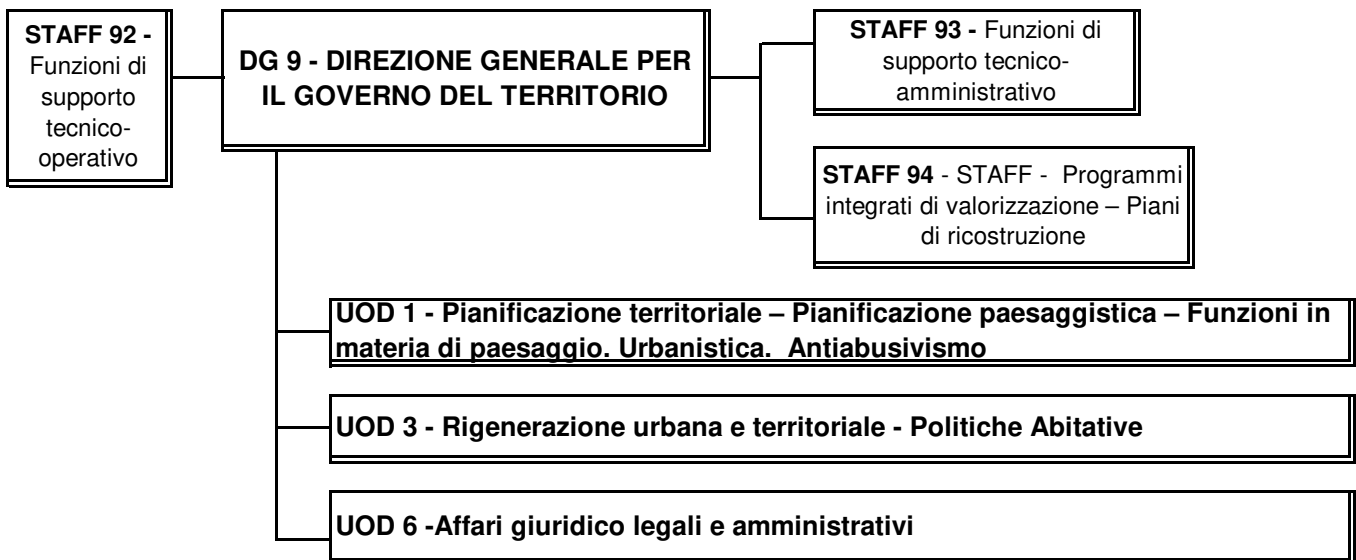 STAFF 92 -
Funzioni di
supporto
tecnico-
operativo
DG 9 - DIREZIONE GENERALE PER
IL GOVERNO DEL TERRITORIO
STAFF 93 - Funzioni di
supporto tecnico-
amministrativo
STAFF 94 - STAFF - Programmi
integrati di valorizzazione – Piani
di ricostruzione
UOD 1 - Pianificazione territoriale – Pianificazione paesaggistica – Funzioni in
materia di paesaggio. Urbanistica. Antiabusivismo
UOD 3 - Rigenerazione urbana e territoriale - Politiche Abitative
UOD 6 -Affari giuridico legali e amministrativi